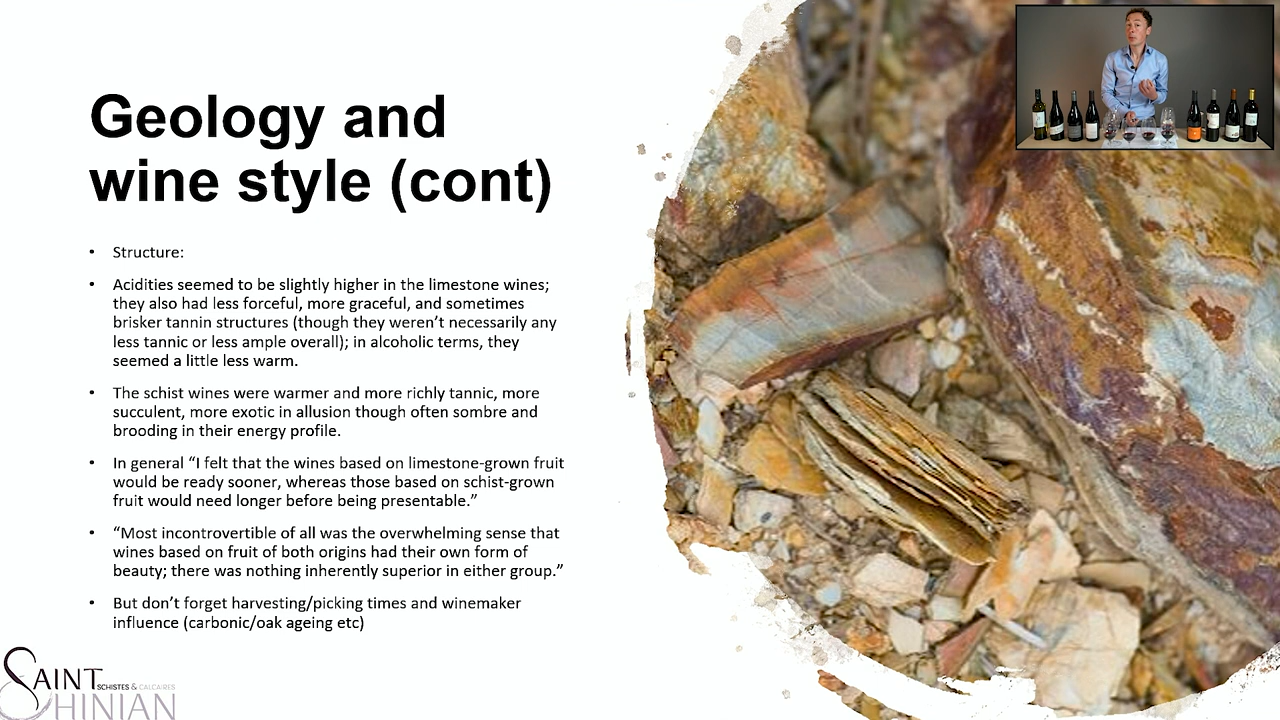 Geology and
wine style (cont)
• Structure:
• Acidities seemed to be slightly higher in the limestone wines;
they also had less forceful, more graceful, and sometimes
brisker tannin structures (though they weren’t necessarily any
less tannic or less ample overall); in alcoholic terms, they
seemed a little less warm.
• The schist wines were warmer and more richly tannic, more
succulent, more exotic in allusion though often sombre and
brooding in their energy profile.
• In general “I felt that the wines based on limestone-grown fruit
would be ready sooner, whereas those based on schist-grown
fruit would need longer before being presentable.”
• “Most incontrovertible of all was the overwhelming sense that
wines based on fruit of both origins had their own form of
beauty; there was nothing inherently superior in either group.”
• But don’t forget harvesting/picking times and winemaker
influence (carbonic/oak ageing etc)
SAINT
SCHISTES & CALCAIRES
CHINIAN